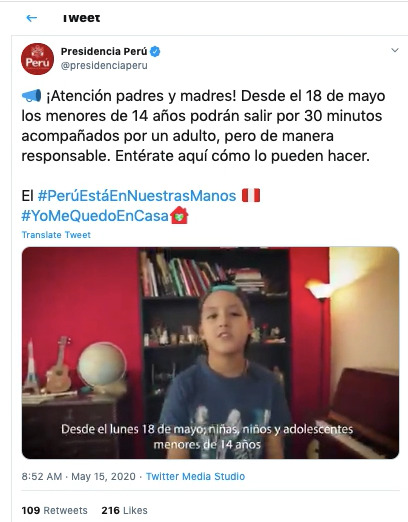 Tweet
Perú
Presidencia Perú
@presidenciaperu
¡Atención padres y madres! Desde el 18 de mayo
los menores de 14 años podrán salir por 30 minutos
acompañados por un adulto, pero de manera
responsable. Entérate aquí cómo lo pueden hacer.
El #PerúEstáEnNuestrasManos
#YoMeQuedoEnCasa
Translate Tweet
Desde el lunes 18 de mayo, niñas, niños y adolescentes
menores de 14 años
8:52 AM · May 15, 2020 · Twitter Media Studio
109 Retweets 216 Likes